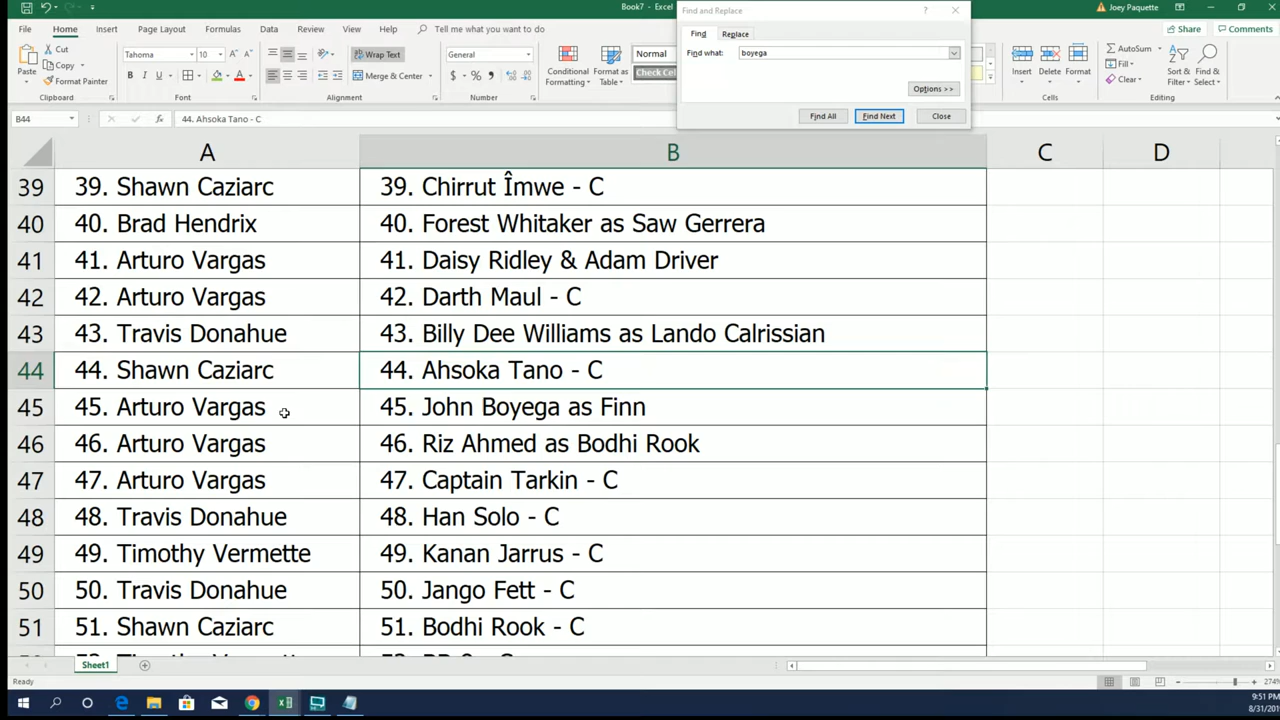 Book7 - Excel
Joey Paquette
File Home Insert Page Layout Formulas Data Review View Help Tell me what you want to do Share Comments
Cut
Copy
Format Painter
Paste
Clipboard
Tahoma 10
B I U
Font
Wrap Text
Merge & Center
Alignment
General
Number
Conditional Formatting
Format as Table
Normal
Check Cell
Insert Delete Format
Cells
AutoSum
Fill
Clear
Sort & Filter
Find & Select
Editing
Find and Replace
Find Replace
Find what: boyega
Options >>
Find All Find Next Close
B44 fx 44. Ahsoka Tano - C
A B C D
39 39. Shawn Caziarc 39. Chirrut Îmwe - C
40 40. Brad Hendrix 40. Forest Whitaker as Saw Gerrera
41 41. Arturo Vargas 41. Daisy Ridley & Adam Driver
42 42. Arturo Vargas 42. Darth Maul - C
43 43. Travis Donahue 43. Billy Dee Williams as Lando Calrissian
44 44. Shawn Caziarc 44. Ahsoka Tano - C
45 45. Arturo Vargas 45. John Boyega as Finn
46 46. Arturo Vargas 46. Riz Ahmed as Bodhi Rook
47 47. Arturo Vargas 47. Captain Tarkin - C
48 48. Travis Donahue 48. Han Solo - C
49 49. Timothy Vermette 49. Kanan Jarrus - C
50 50. Travis Donahue 50. Jango Fett - C
51 51. Shawn Caziarc 51. Bodhi Rook - C
Sheet1
Ready
274%
9:51 PM